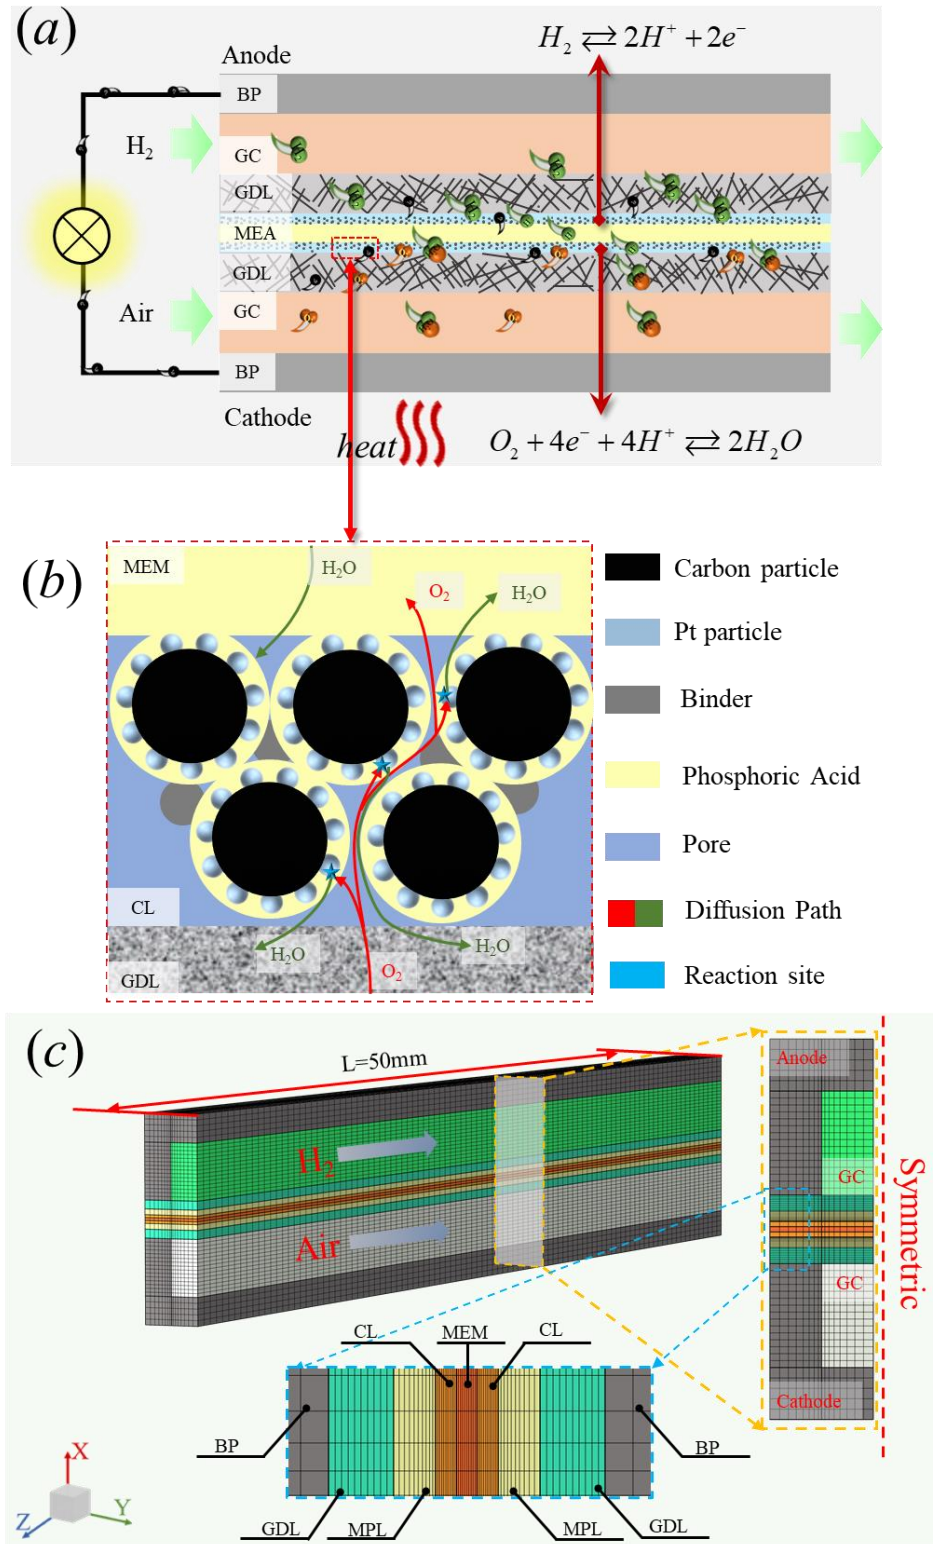 (a)
H₂ ⇄ 2H⁺ + 2e⁻
Anode
BP
H₂
GC
GDL
MEA
GDL
Air
GC
BP
Cathode
heat
O₂ + 4e⁻ + 4H⁺ ⇄ 2H₂O
(b)
MEM
H₂O
O₂
H₂O
CL
H₂O
H₂O
GDL
O₂
Carbon particle
Pt particle
Binder
Phosphoric Acid
Pore
Diffusion Path
Reaction site
(c)
L=50mm
H₂
Air
Anode
GC
GC
Cathode
Symmetric
CL
MEM
CL
BP
BP
GDL
MPL
MPL
GDL
X
Y
Z